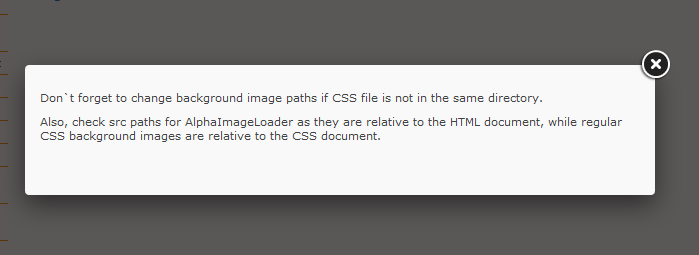 Don`t forget to change background image paths if CSS file is not in the same directory.
Also, check src paths for AlphaImageLoader as they are relative to the HTML document, while regular
CSS background images are relative to the CSS document.